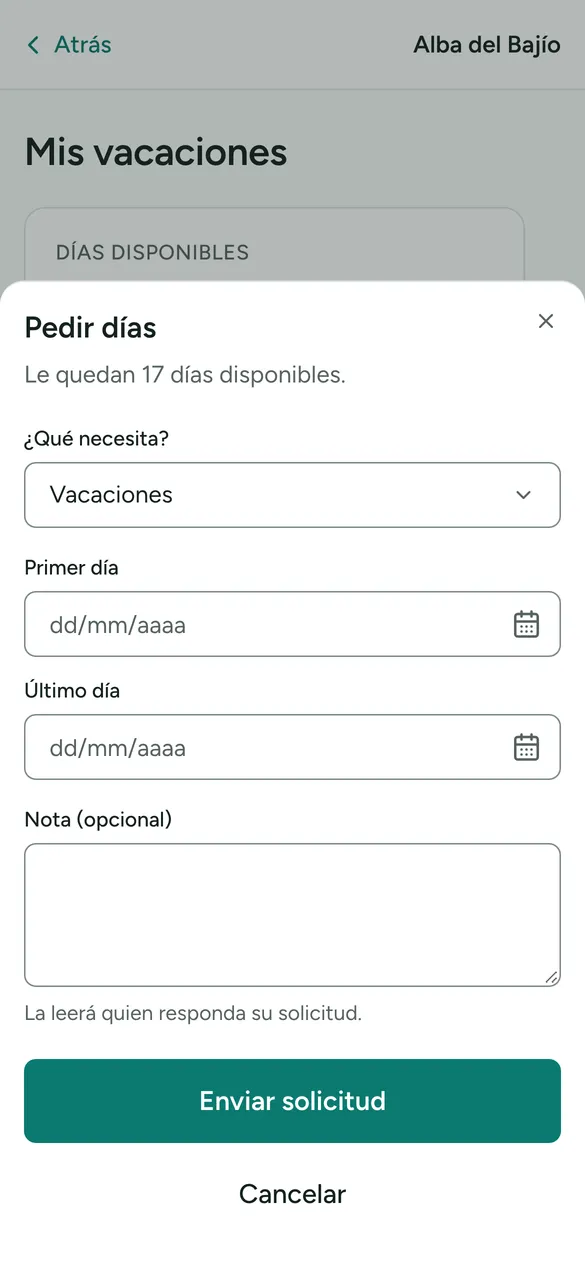 Atrás
Alba del Bajío
Mis vacaciones
DÍAS DISPONIBLES
Pedir días
Le quedan 17 días disponibles.
¿Qué necesita?
Vacaciones
Primer día
dd/mm/aaaa
Último día
dd/mm/aaaa
Nota (opcional)
La leerá quien responda su solicitud.
Enviar solicitud
Cancelar